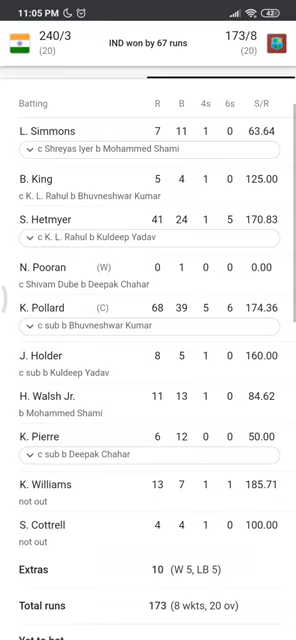 11:05 PM 42
240/3 IND won by 67 runs 173/8
(20) (20)
Batting R B 4s 6s S/R
L. Simmons 7 11 1 0 63.64
c Shreyas Iyer b Mohammed Shami
B. King 5 4 1 0 125.00
c K. L. Rahul b Bhuvneshwar Kumar
S. Hetmyer 41 24 1 5 170.83
c K. L. Rahul b Kuldeep Yadav
N. Pooran (W) 0 1 0 0 0.00
c Shivam Dube b Deepak Chahar
K. Pollard (C) 68 39 5 6 174.36
c sub b Bhuvneshwar Kumar
J. Holder 8 5 1 0 160.00
c sub b Kuldeep Yadav
H. Walsh Jr. 11 13 1 0 84.62
b Mohammed Shami
K. Pierre 6 12 0 0 50.00
c sub b Deepak Chahar
K. Williams 13 7 1 1 185.71
not out
S. Cottrell 4 4 1 0 100.00
not out
Extras 10 (W 5, LB 5)
Total runs 173 (8 wkts, 20 ov)
Yet to bat